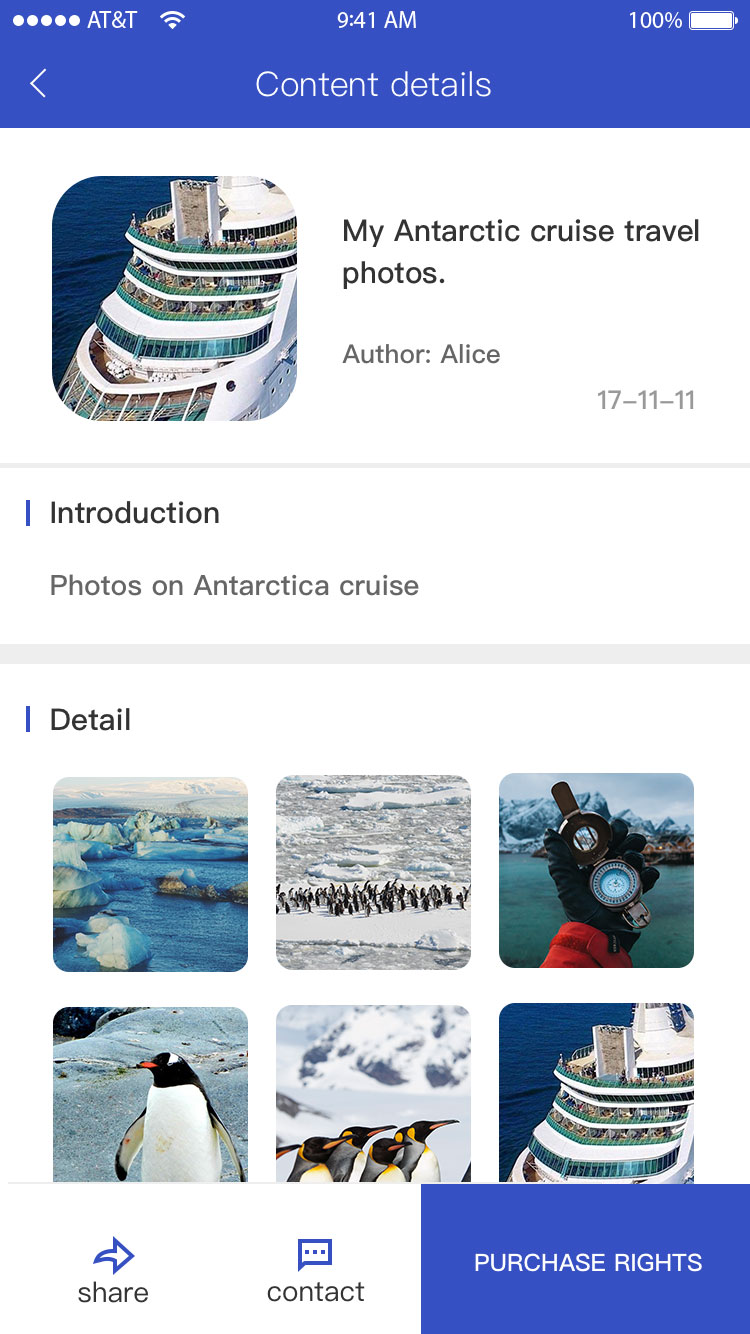 AT&T 9:41 AM 100%
Content details
My Antarctic cruise travel
photos.
Author: Alice
17–11–11
Introduction
Photos on Antarctica cruise
Detail
share
contact
PURCHASE RIGHTS